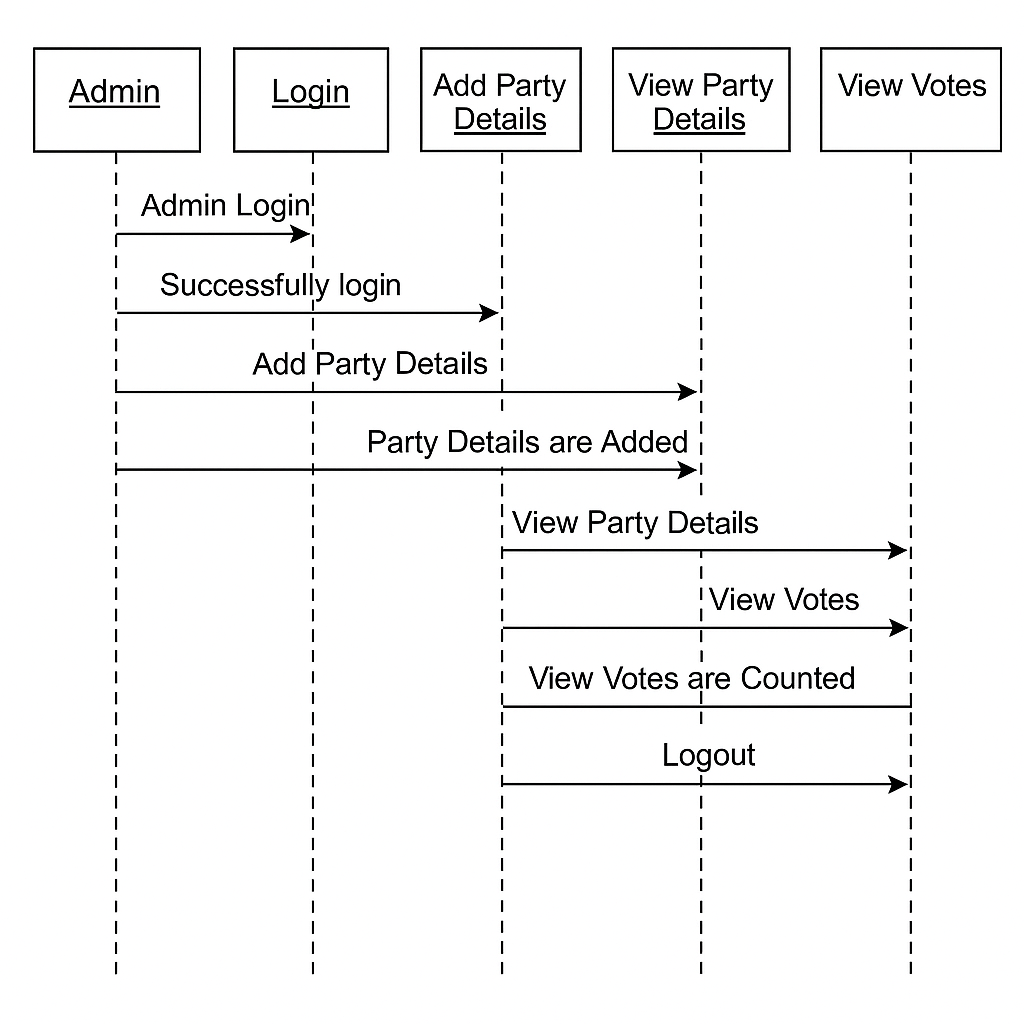 Admin
Login
Add Party
Details
View Party
Details
View Votes
Admin Login
Successfully login
Add Party Details
Party Details are Added
View Party Details
View Votes
View Votes are Counted
Logout